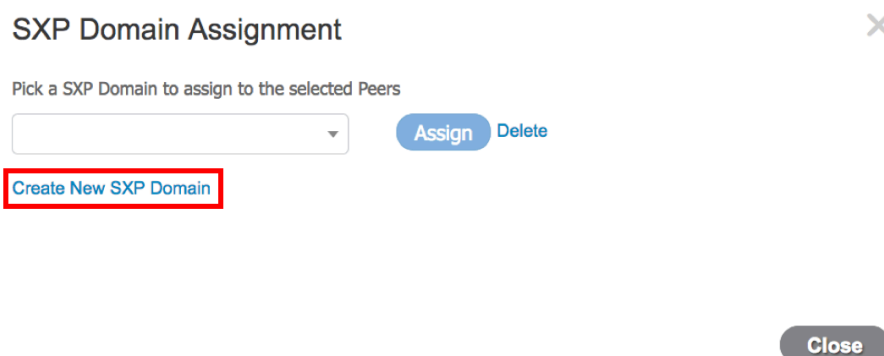 SXP Domain Assignment
Pick a SXP Domain to assign to the selected Peers
Assign Delete
Create New SXP Domain
Close